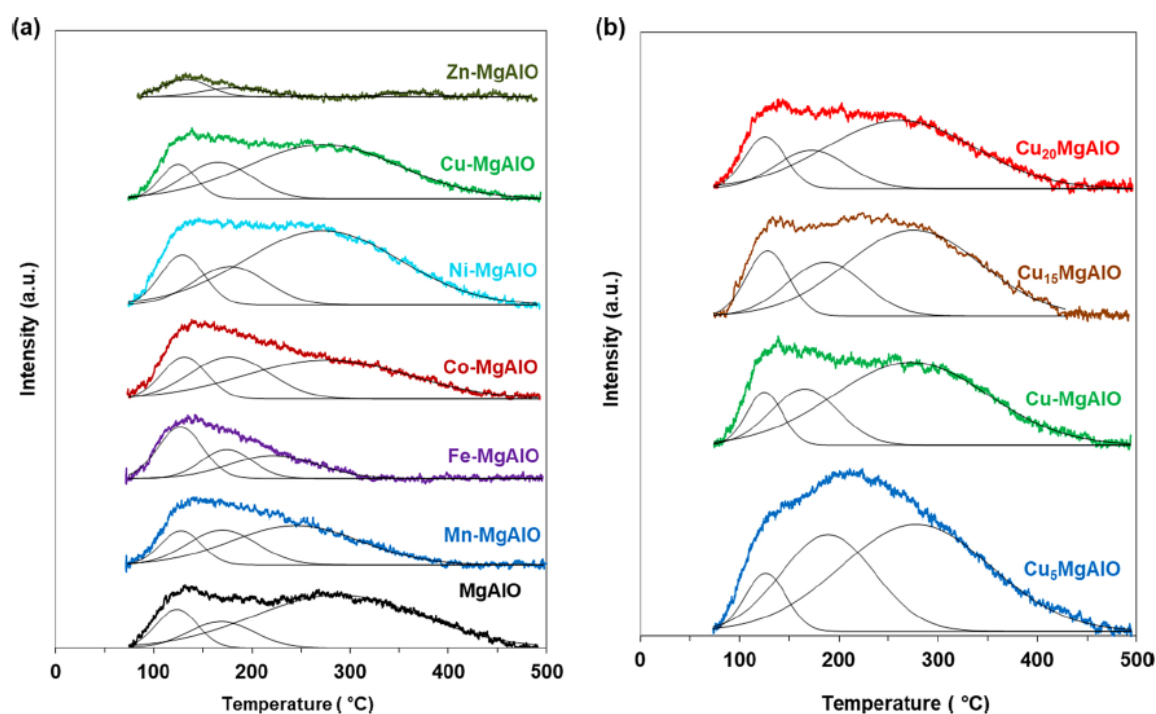 (a)
Zn-MgAlO
Cu-MgAlO
Ni-MgAlO
Co-MgAlO
Fe-MgAlO
Mn-MgAlO
MgAlO
Intensity (a.u.)
0 100 200 300 400 500
Temperature ( °C)
(b)
Cu₂₀MgAlO
Cu₁₅MgAlO
Cu-MgAlO
Cu₅MgAlO
Intensity (a.u.)
0 100 200 300 400 500
Temperature ( °C)